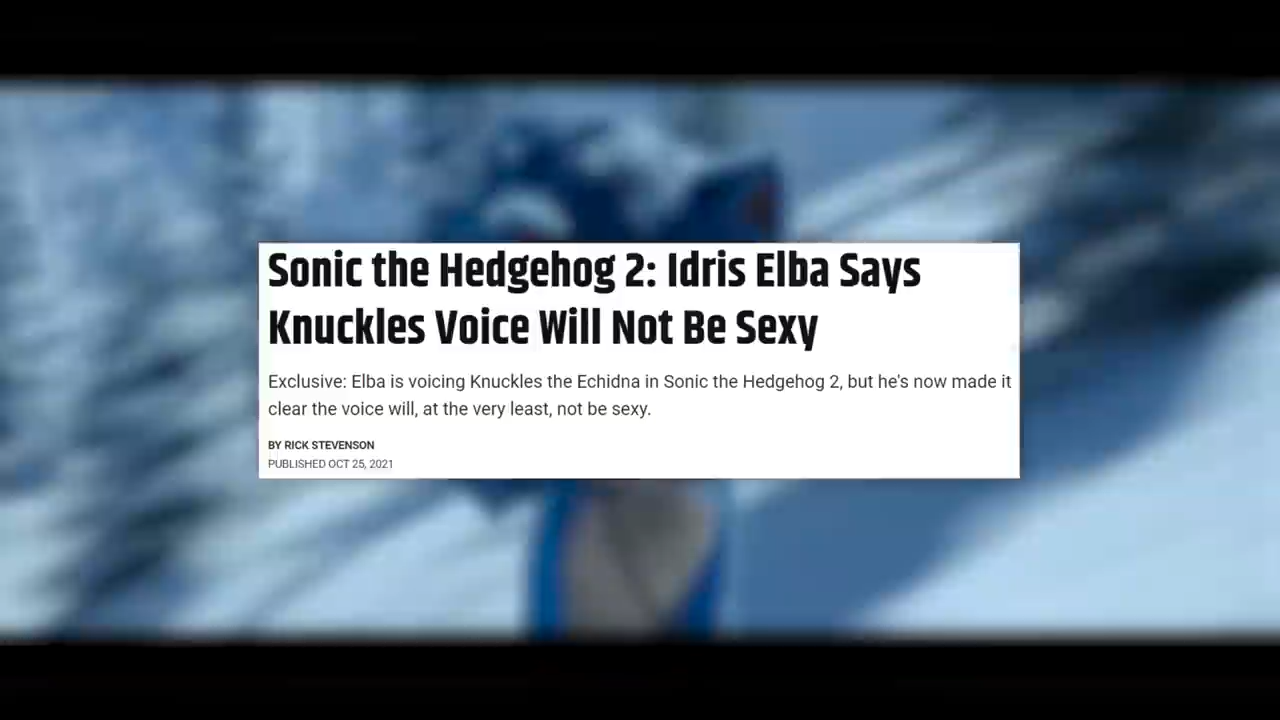 Sonic the Hedgehog 2: Idris Elba Says
Knuckles Voice Will Not Be Sexy
Exclusive: Elba is voicing Knuckles the Echidna in Sonic the Hedgehog 2, but he's now made it
clear the voice will, at the very least, not be sexy.
BY RICK STEVENSON
PUBLISHED OCT 25, 2021